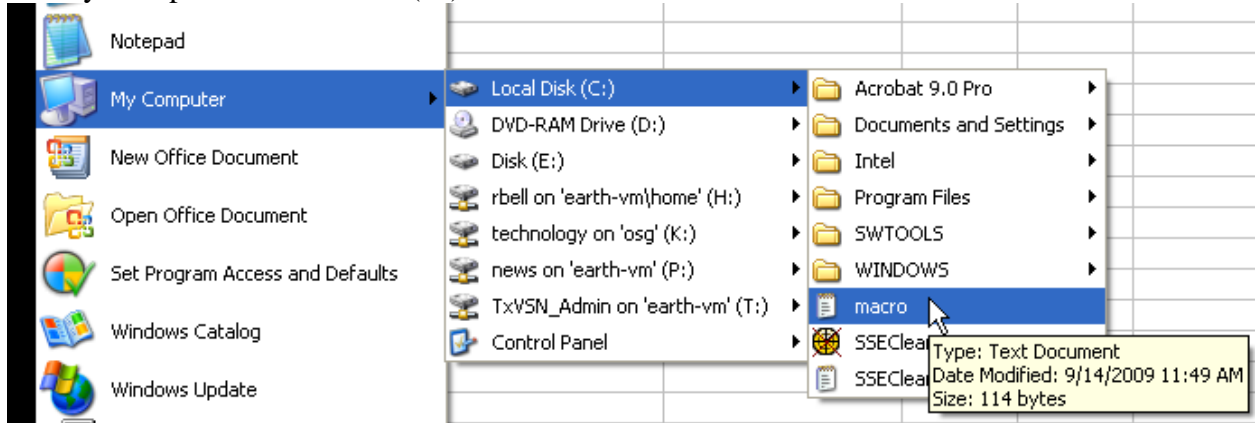 Notepad
My Computer
New Office Document
Open Office Document
Set Program Access and Defaults
Windows Catalog
Windows Update
Local Disk (C:)
DVD-RAM Drive (D:)
Disk (E:)
rbell on 'earth-vm\home' (H:)
technology on 'osg' (K:)
news on 'earth-vm' (P:)
TxVSN_Admin on 'earth-vm' (T:)
Control Panel
Acrobat 9.0 Pro
Documents and Settings
Intel
Program Files
SWTOOLS
WINDOWS
macro
SSEClea
SSEClea
Type: Text Document
Date Modified: 9/14/2009 11:49 AM
Size: 114 bytes